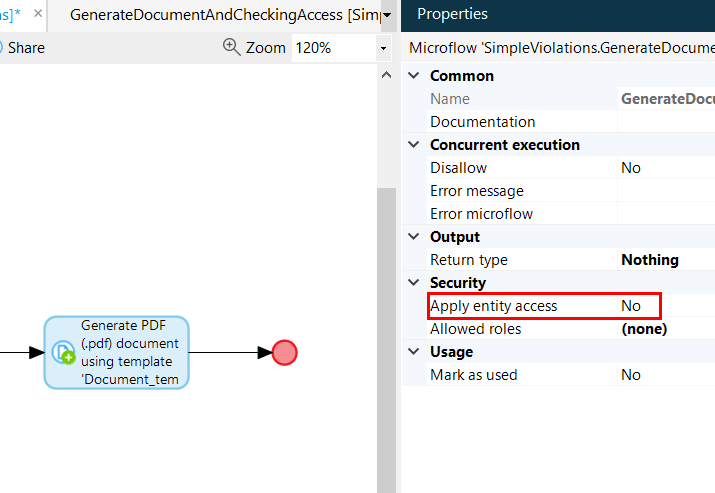 ns]*
GenerateDocumentAndCheckingAccess [Sim
Share
Zoom 120%
Generate PDF
(.pdf) document
using template
'Document_tem
Properties
Microflow 'SimpleViolations.GenerateDocume
Common
Name GenerateDoc
Documentation
Concurrent execution
Disallow No
Error message
Error microflow
Output
Return type Nothing
Security
Apply entity access No
Allowed roles (none)
Usage
Mark as used No